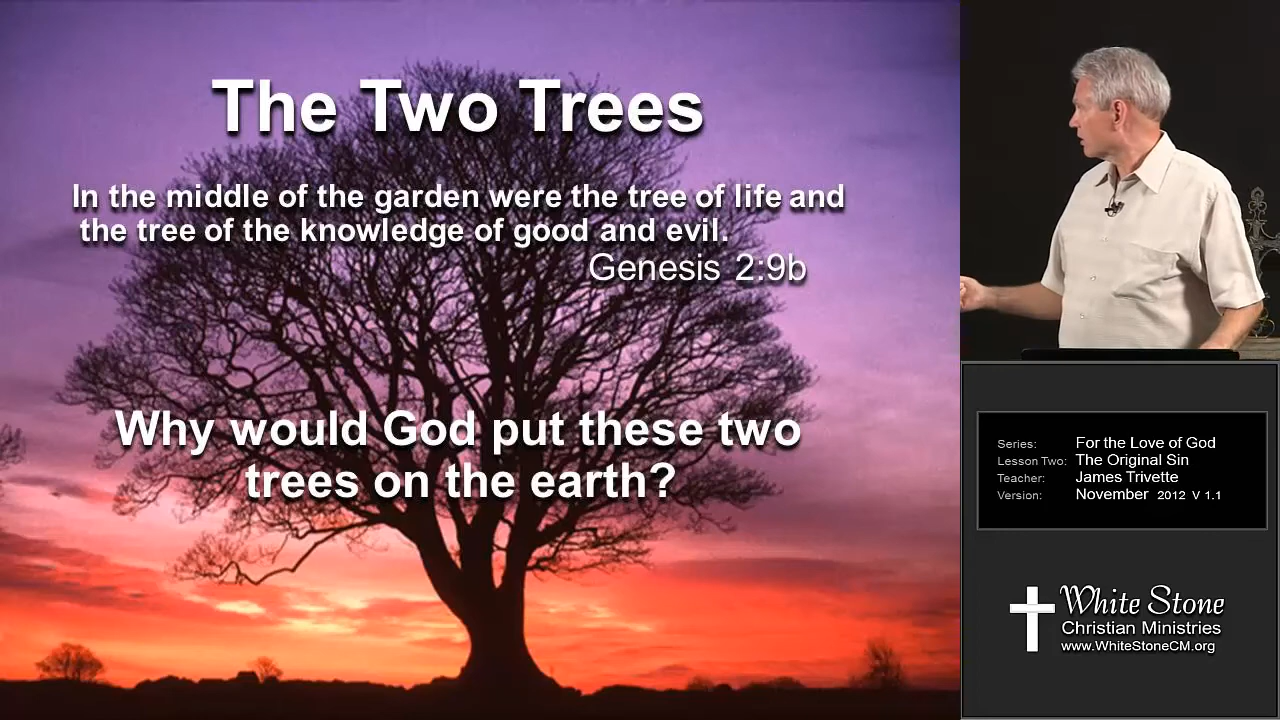 The Two Trees
In the middle of the garden were the tree of life and
the tree of the knowledge of good and evil.
Genesis 2:9b
Why would God put these two
trees on the earth?
Series: For the Love of God
Lesson Two: The Original Sin
Teacher: James Trivette
Version: November 2012 V 1.1
White Stone
Christian Ministries
www.WhiteStoneCM.org